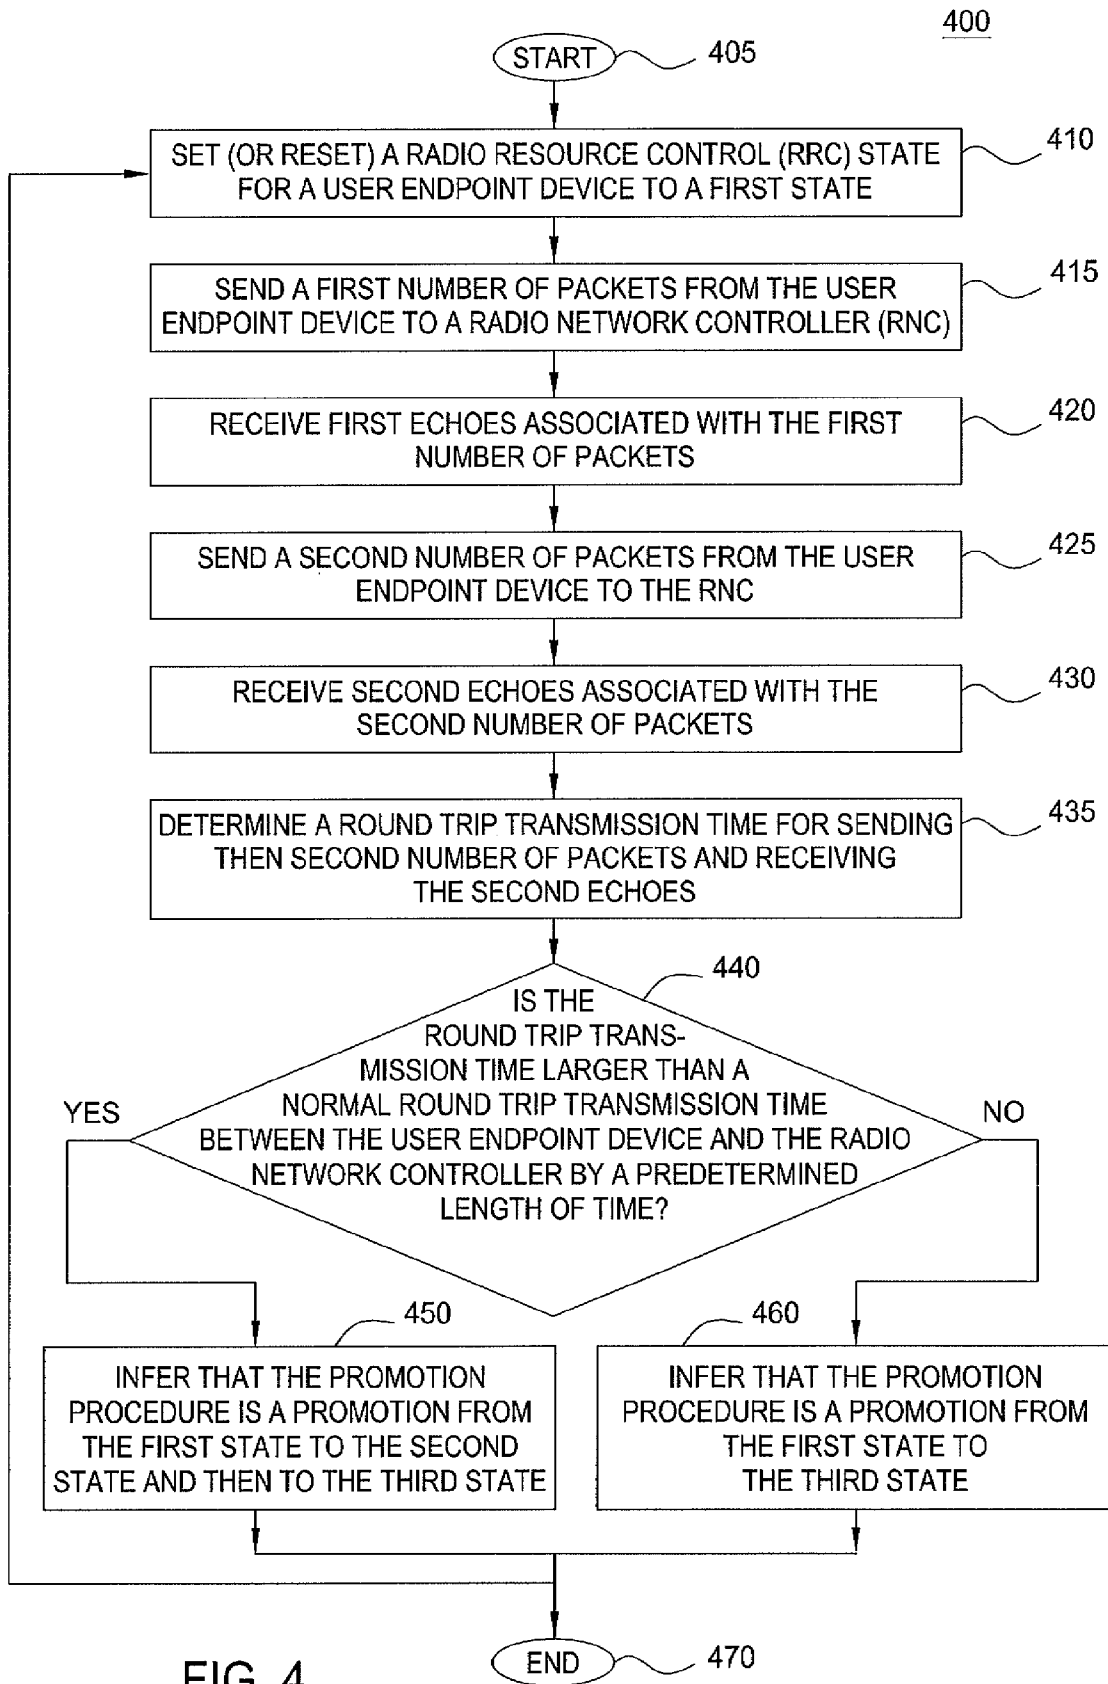 400
START
405
SET (OR RESET) A RADIO RESOURCE CONTROL (RRC) STATE
FOR A USER ENDPOINT DEVICE TO A FIRST STATE
410
SEND A FIRST NUMBER OF PACKETS FROM THE USER
ENDPOINT DEVICE TO A RADIO NETWORK CONTROLLER (RNC)
415
RECEIVE FIRST ECHOES ASSOCIATED WITH THE FIRST
NUMBER OF PACKETS
420
SEND A SECOND NUMBER OF PACKETS FROM THE USER
ENDPOINT DEVICE TO THE RNC
425
RECEIVE SECOND ECHOES ASSOCIATED WITH THE
SECOND NUMBER OF PACKETS
430
DETERMINE A ROUND TRIP TRANSMISSION TIME FOR SENDING
THEN SECOND NUMBER OF PACKETS AND RECEIVING
THE SECOND ECHOES
435
440
IS THE
ROUND TRIP TRANS-
MISSION TIME LARGER THAN A
NORMAL ROUND TRIP TRANSMISSION TIME
BETWEEN THE USER ENDPOINT DEVICE AND THE RADIO
NETWORK CONTROLLER BY A PREDETERMINED
LENGTH OF TIME?
YES
NO
450
INFER THAT THE PROMOTION
PROCEDURE IS A PROMOTION FROM
THE FIRST STATE TO THE SECOND
STATE AND THEN TO THE THIRD STATE
460
INFER THAT THE PROMOTION
PROCEDURE IS A PROMOTION FROM
THE FIRST STATE TO
THE THIRD STATE
END
470
FIG. 4